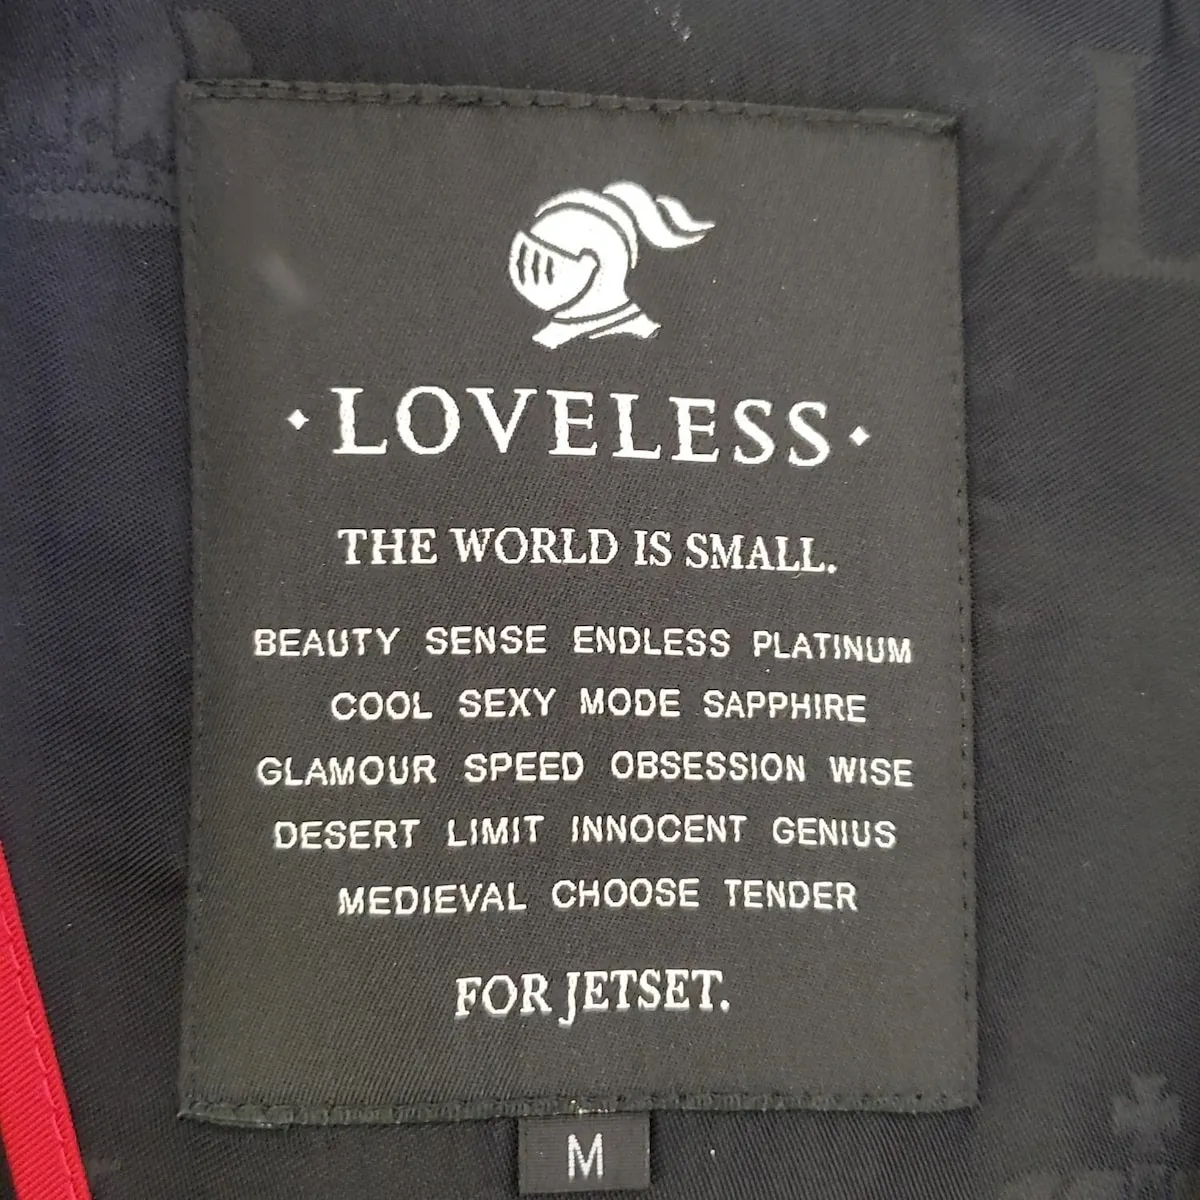 · LOVELESS ·
THE WORLD IS SMALL.
BEAUTY SENSE ENDLESS PLATINUM
COOL SEXY MODE SAPPHIRE
GLAMOUR SPEED OBSESSION WISE
DESERT LIMIT INNOCENT GENIUS
MEDIEVAL CHOOSE TENDER
FOR JETSET.
M